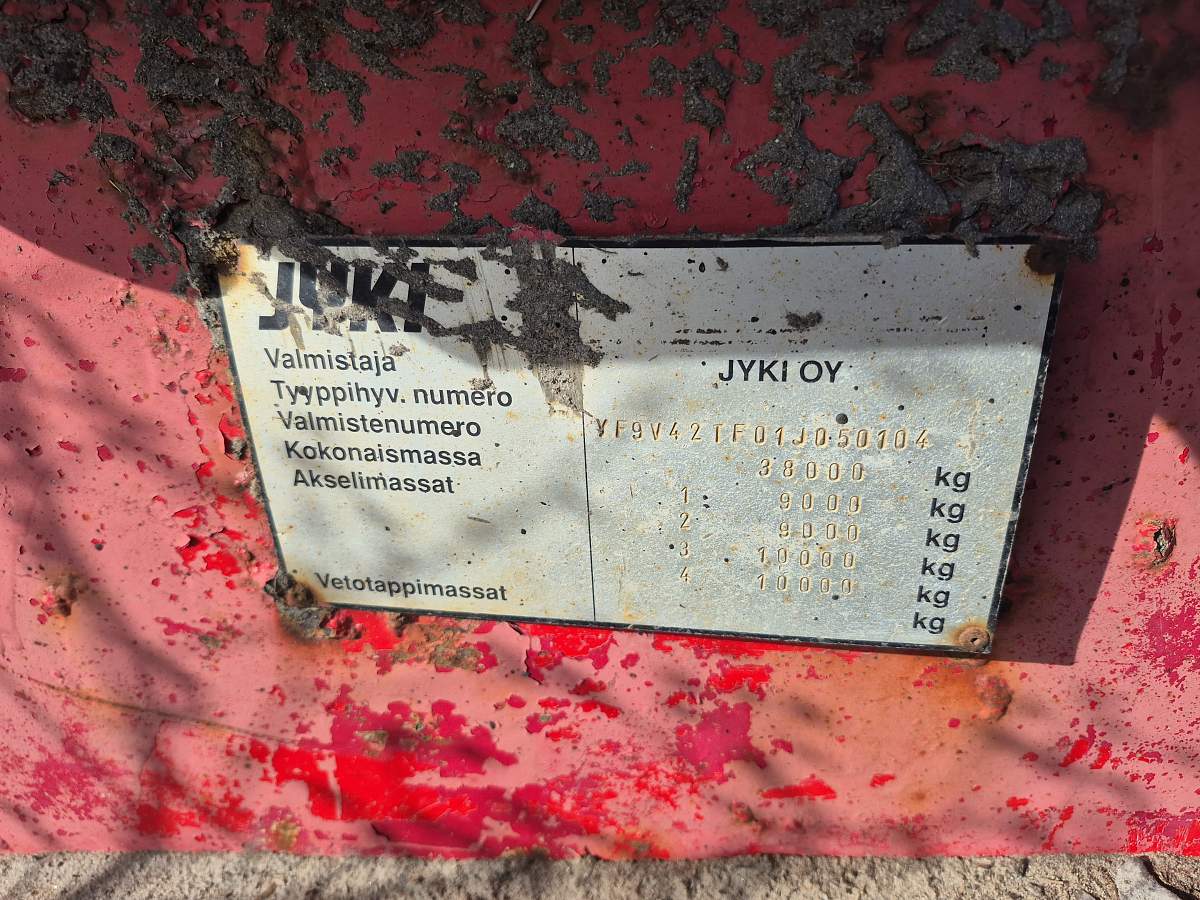 JYKI
Valmistaja JYKI OY
Tyyppihyv. numero
Valmistenumero YF9V42TF01J050104
Kokonaismassa 38000 kg
Akselimassat 1 9000 kg
2 9000 kg
3 10000 kg
4 10000 kg
Vetotappimassat kg